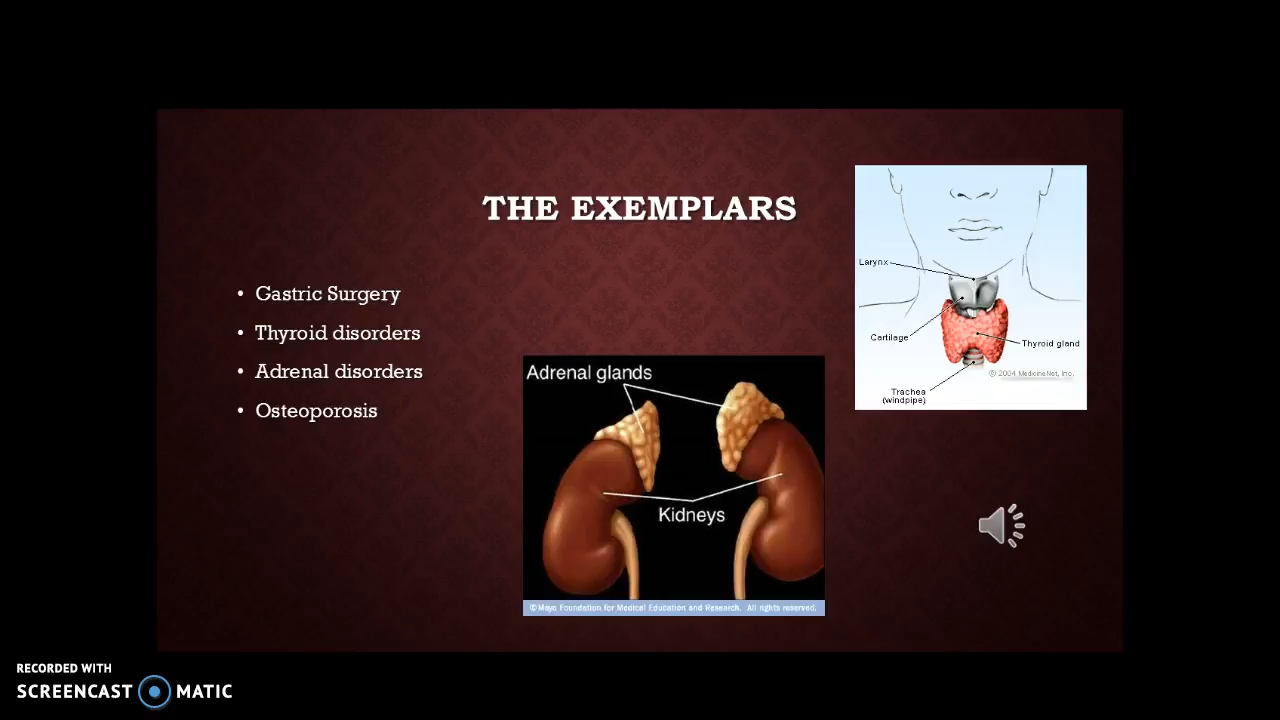 THE EXEMPLARS
• Gastric Surgery
• Thyroid disorders
• Adrenal disorders
• Osteoporosis
Larynx
Cartilage
Thyroid gland
© 2004 MedicineNet, Inc.
Trachea
(windpipe)
Adrenal glands
Kidneys
©Mayo Foundation for Medical Education and Research. All rights reserved.
RECORDED WITH
SCREENCAST MATIC